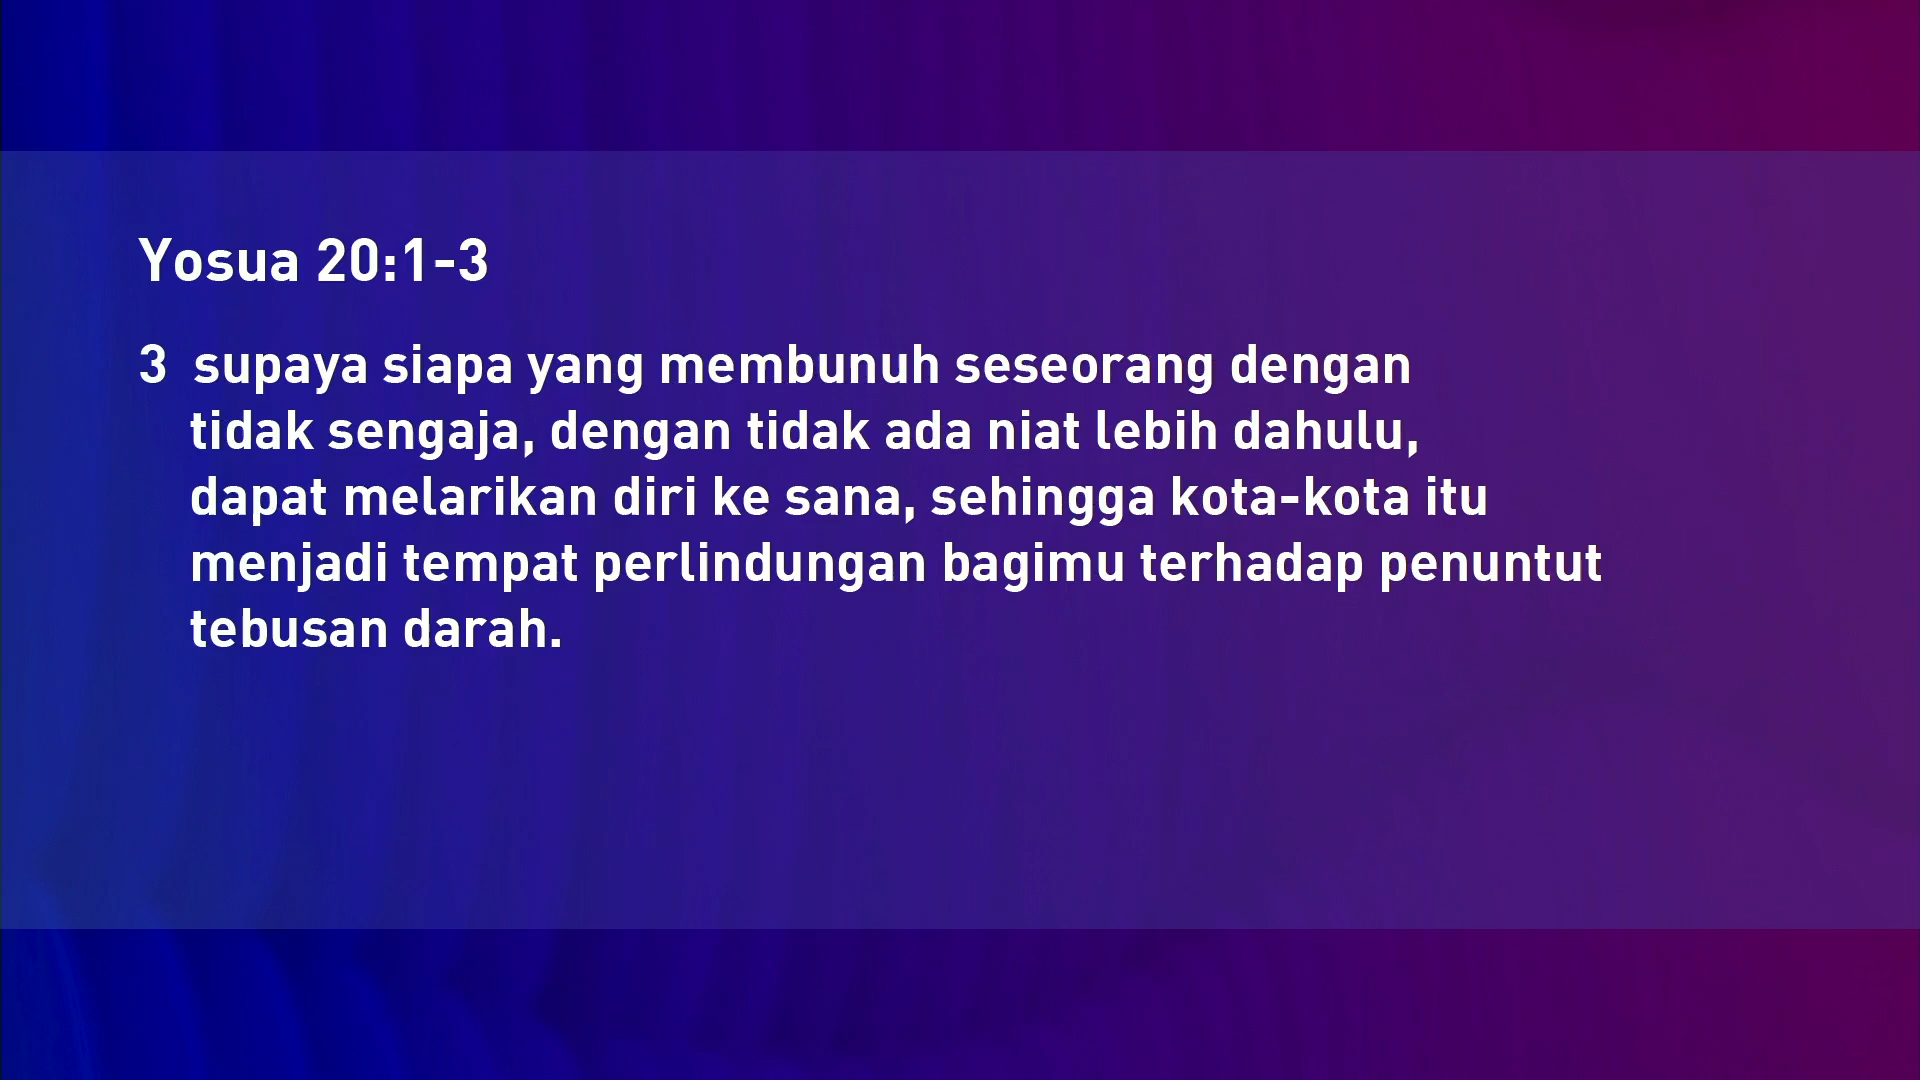 Yosua 20:1-3
3 supaya siapa yang membunuh seseorang dengan
tidak sengaja, dengan tidak ada niat lebih dahulu,
dapat melarikan diri ke sana, sehingga kota-kota itu
menjadi tempat perlindungan bagimu terhadap penuntut
tebusan darah.